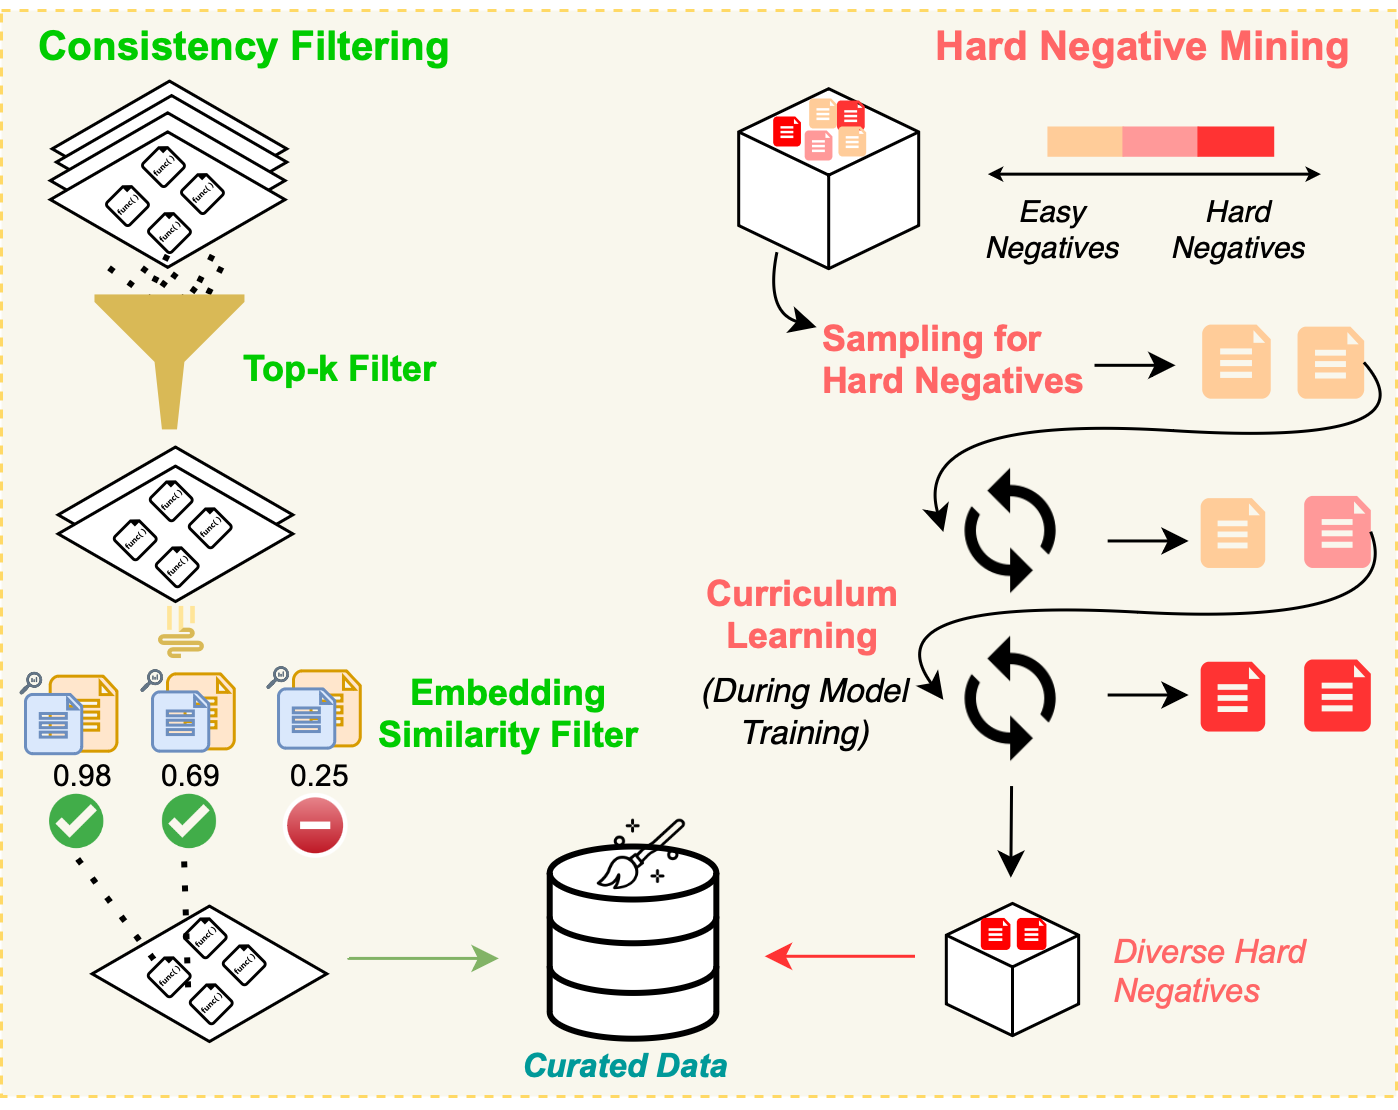 Consistency Filtering
func()
func()
func()
func()
Top-k Filter
func()
func()
func()
func()
Embedding
Similarity Filter
0.98
0.69
0.25
func()
func()
func()
func()
Hard Negative Mining
Easy
Negatives
Hard
Negatives
Sampling for
Hard Negatives
Curriculum
Learning
(During Model
Training)
Diverse Hard
Negatives
Curated Data